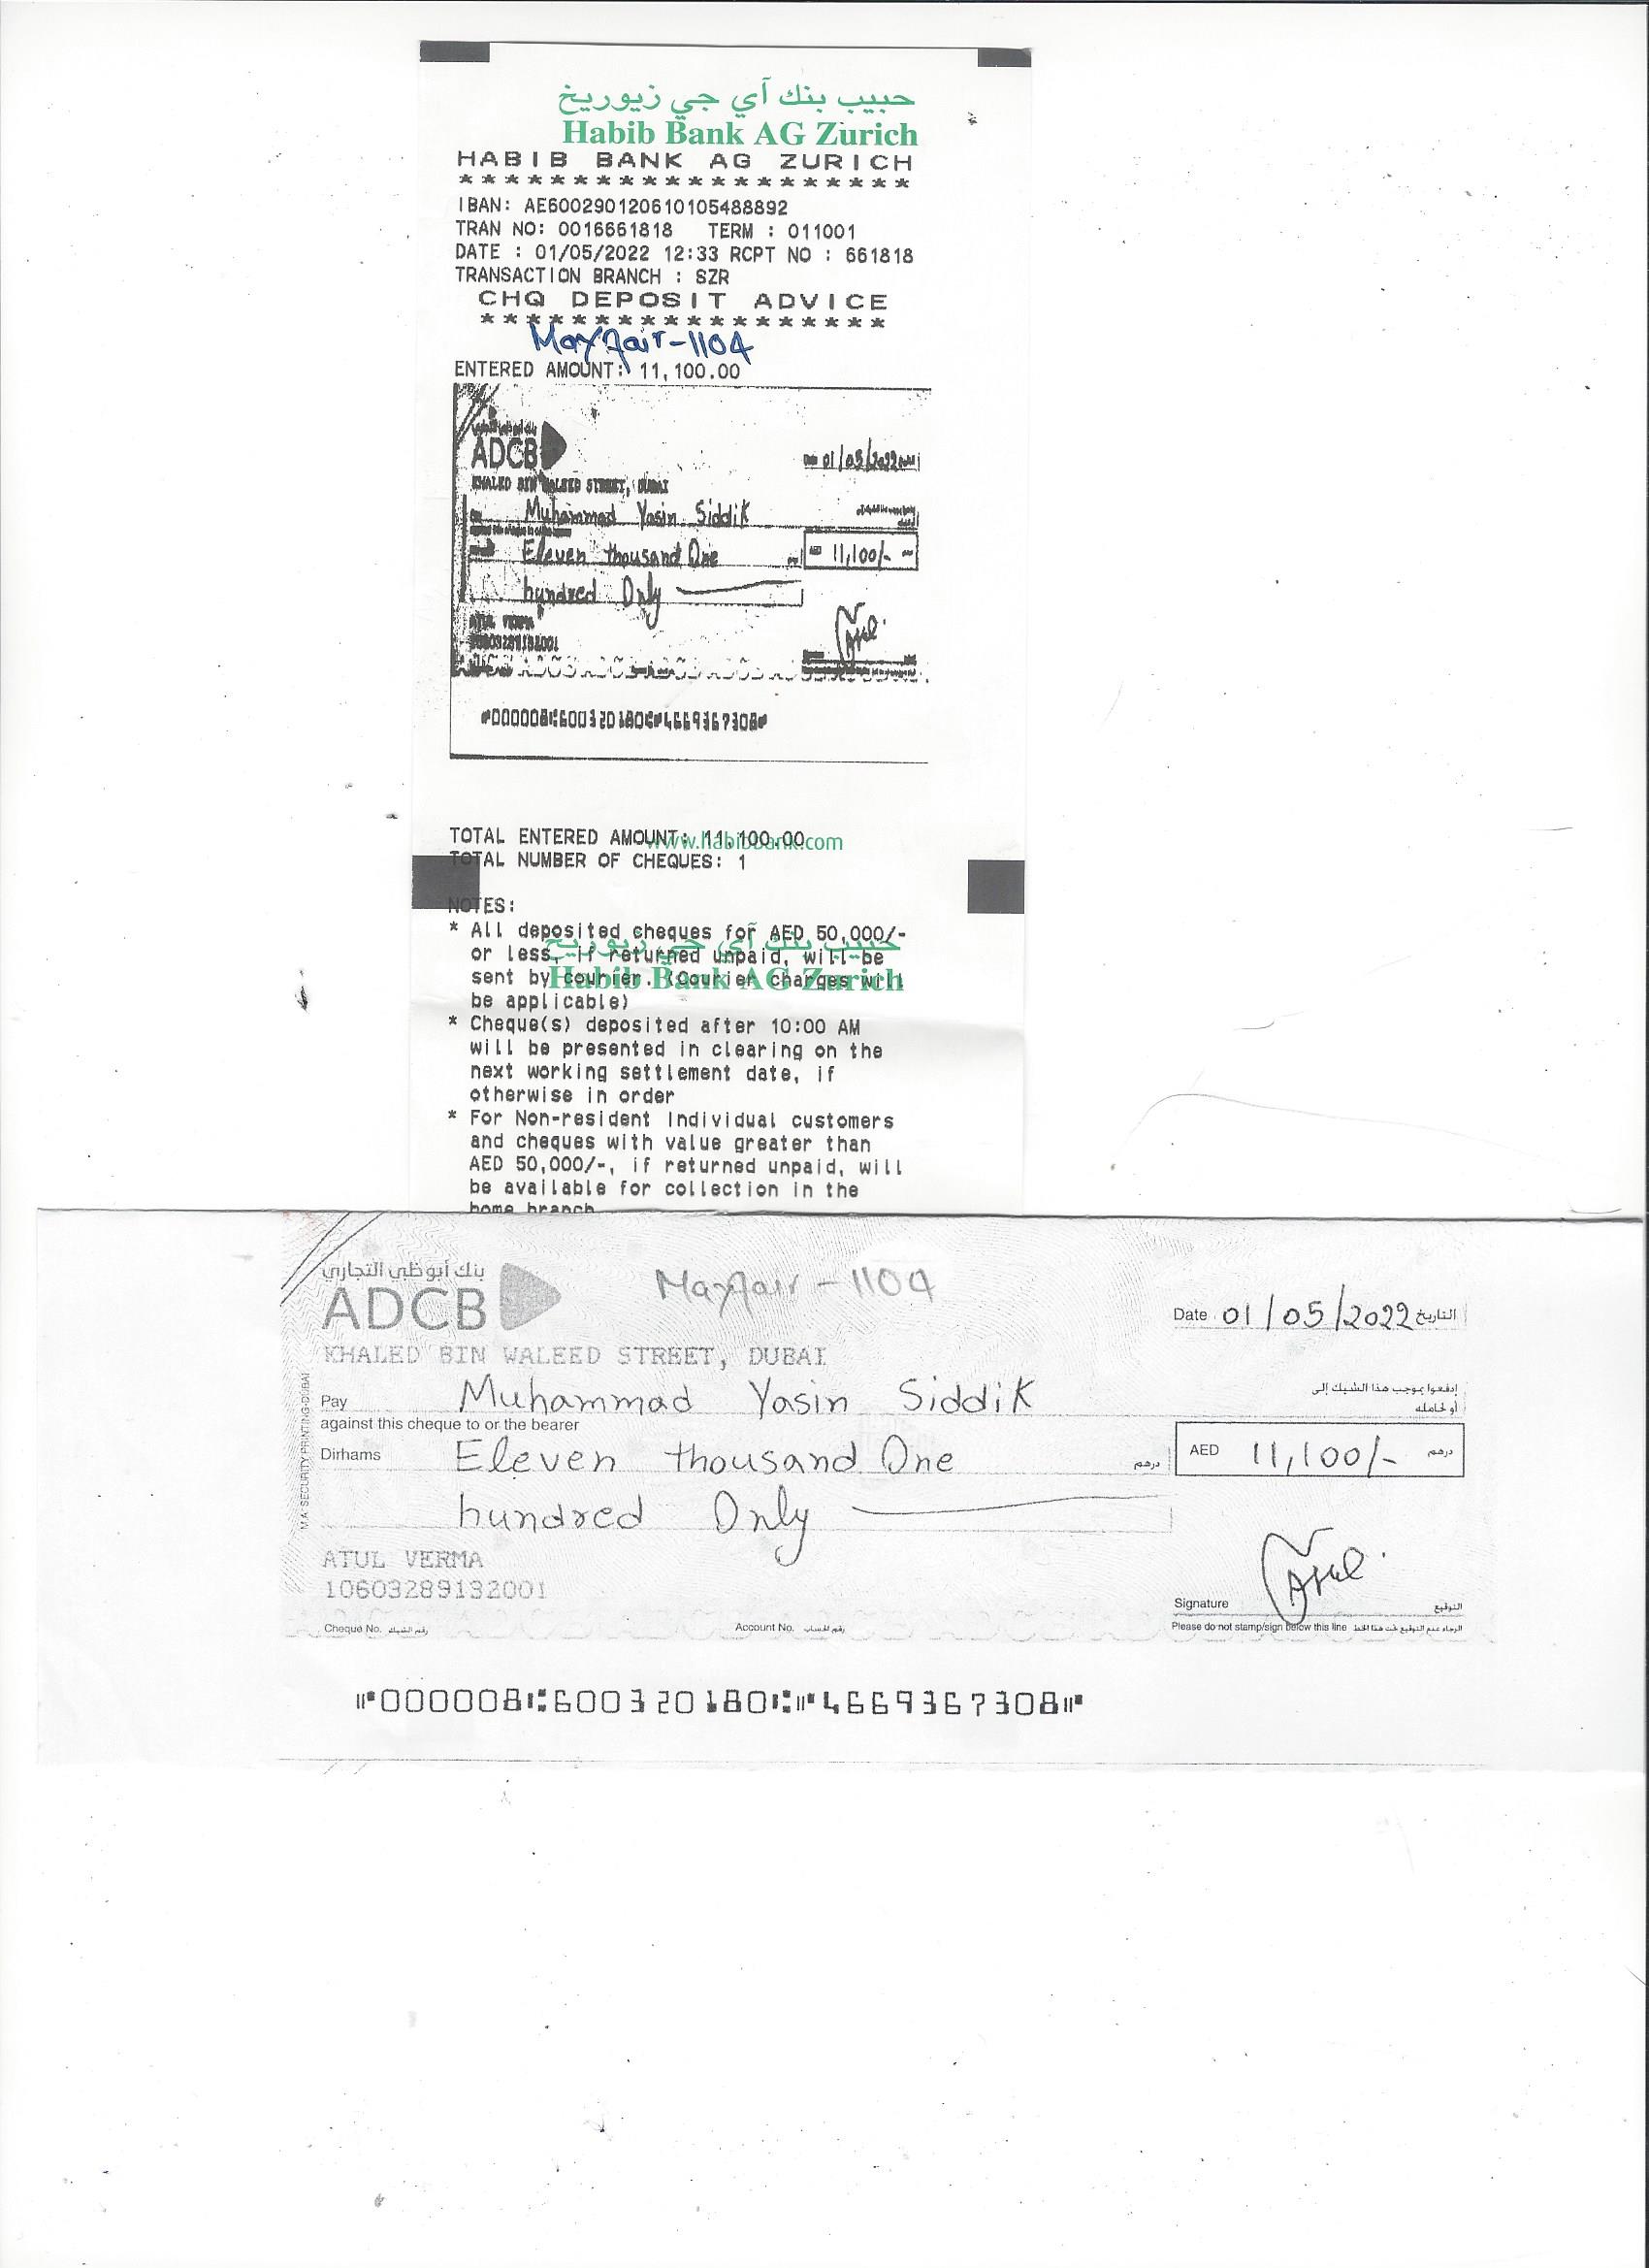 حبيب بنك آي جي زيوريخ
Habib Bank AG Zurich
HABIB BANK AG ZURICH
********************
IBAN: AE600290120610105488892
TRAN NO: 0016661818 TERM : 011001
DATE : 01/05/2022 12:33 RCPT NO : 661818
TRANSACTION BRANCH : SZR
CHQ DEPOSIT ADVICE
******************
Mayfair-1104
ENTERED AMOUNT: 11,100.00
ADCB
01/05/2022
KHALED BIN WALEED STREET, DUBAI
Muhammad Yasin Siddik
Eleven thousand One
11,100/-
hundred Only
ATUL VERMA
10603289132001
⑈000008⑆600320180⑆⑈4669367308⑈
TOTAL ENTERED AMOUNT: 11,100.00
www.habibbank.com
TOTAL NUMBER OF CHEQUES: 1
NOTES:
* All deposited cheques for AED 50,000/-
حبيب بنك آي جي زيوريخ
or less, if returned unpaid, will be
Habib Bank AG Zurich
sent by courier. (Courier charges will
be applicable)
* Cheque(s) deposited after 10:00 AM
will be presented in clearing on the
next working settlement date, if
otherwise in order
* For Non-resident Individual customers
and cheques with value greater than
AED 50,000/-, if returned unpaid, will
be available for collection in the
home branch
بنك أبوظبي التجاري
ADCB
Mayfair - 1104
Date 01/05/2022 التاريخ
KHALED BIN WALEED STREET, DUBAI
Pay Muhammad Yasin Siddik إدفعوا بموجب هذا الشيك إلى
أو لحامله
against this cheque to or the bearer
Dirhams Eleven thousand One درهم
AED 11,100/- درهم
hundred Only
M.A. SECURITY PRINTING-DUBAI
ATUL VERMA
10603289132001
Signature التوقيع
Cheque No. رقم الشيك
Account No. رقم الحساب
Please do not stamp/sign below this line الرجاء عدم التوقيع تحت هذا الخط
⑈000008⑆600320180⑆⑈4669367308⑈